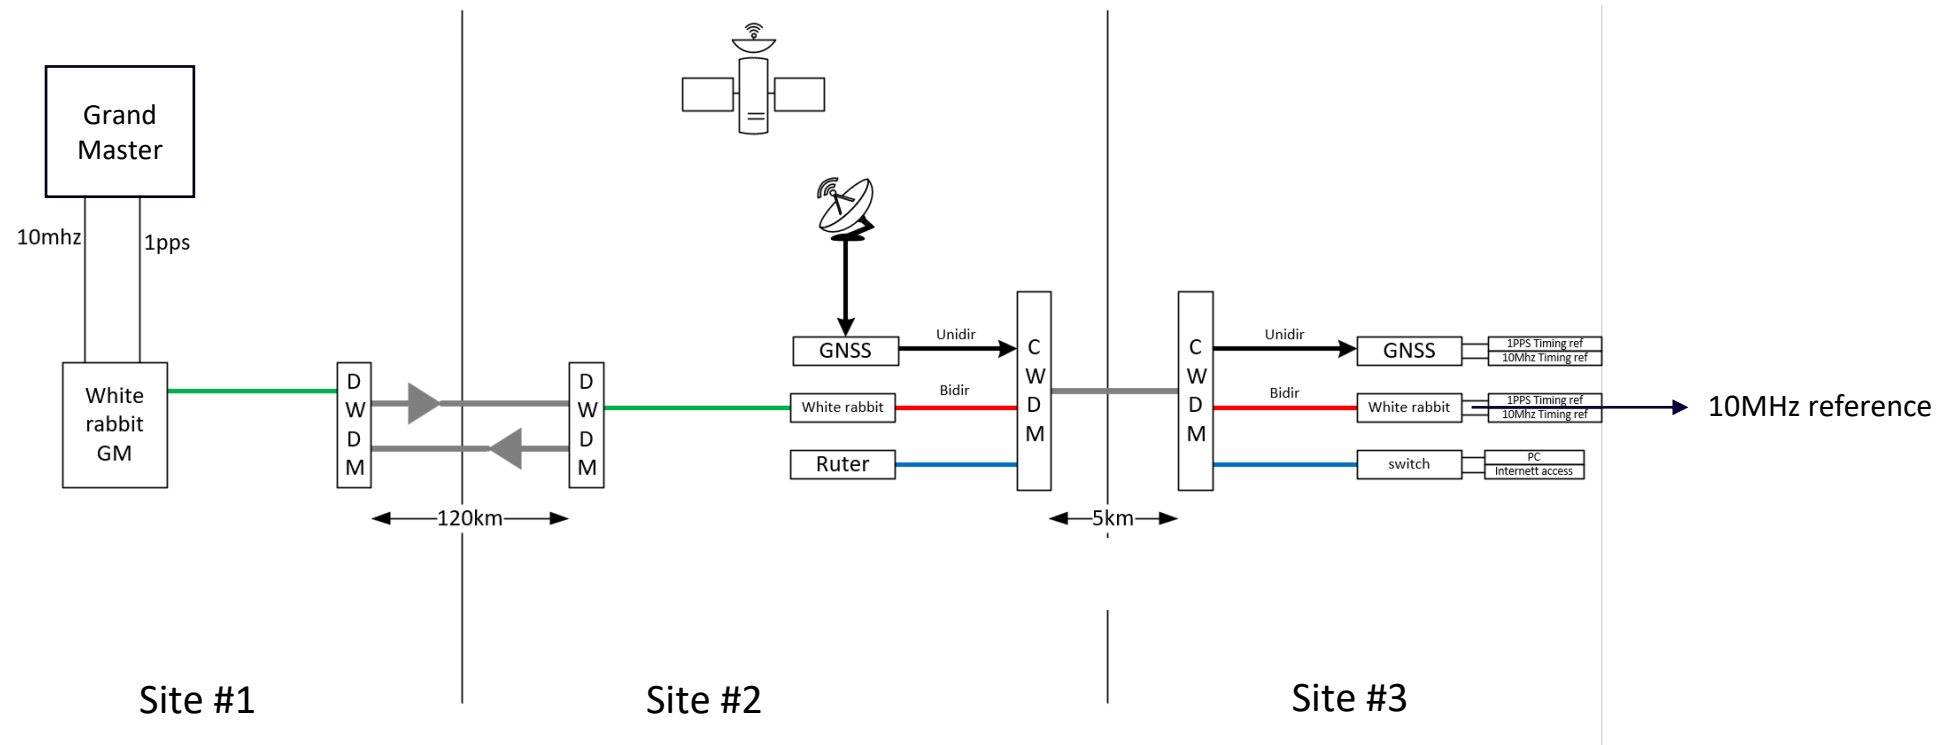 Grand
Master
10mhz
1pps
White
rabbit
GM
D
W
D
M
120km
D
W
D
M
GNSS
Unidir
White rabbit
Bidir
Ruter
C
W
D
M
5km
C
W
D
M
Unidir
GNSS
1PPS Timing ref
10Mhz Timing ref
Bidir
White rabbit
1PPS Timing ref
10Mhz Timing ref
10MHz reference
switch
PC
Internett access
Site #1
Site #2
Site #3